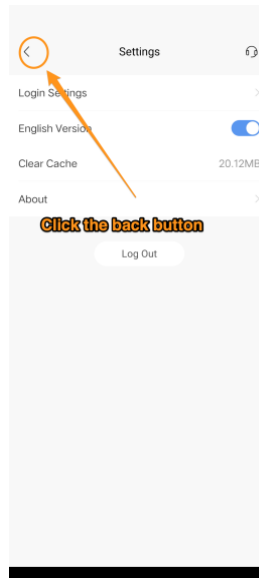 Settings
Login Settings
English Version
Clear Cache
20.12MB
About
Click the back button
Log Out